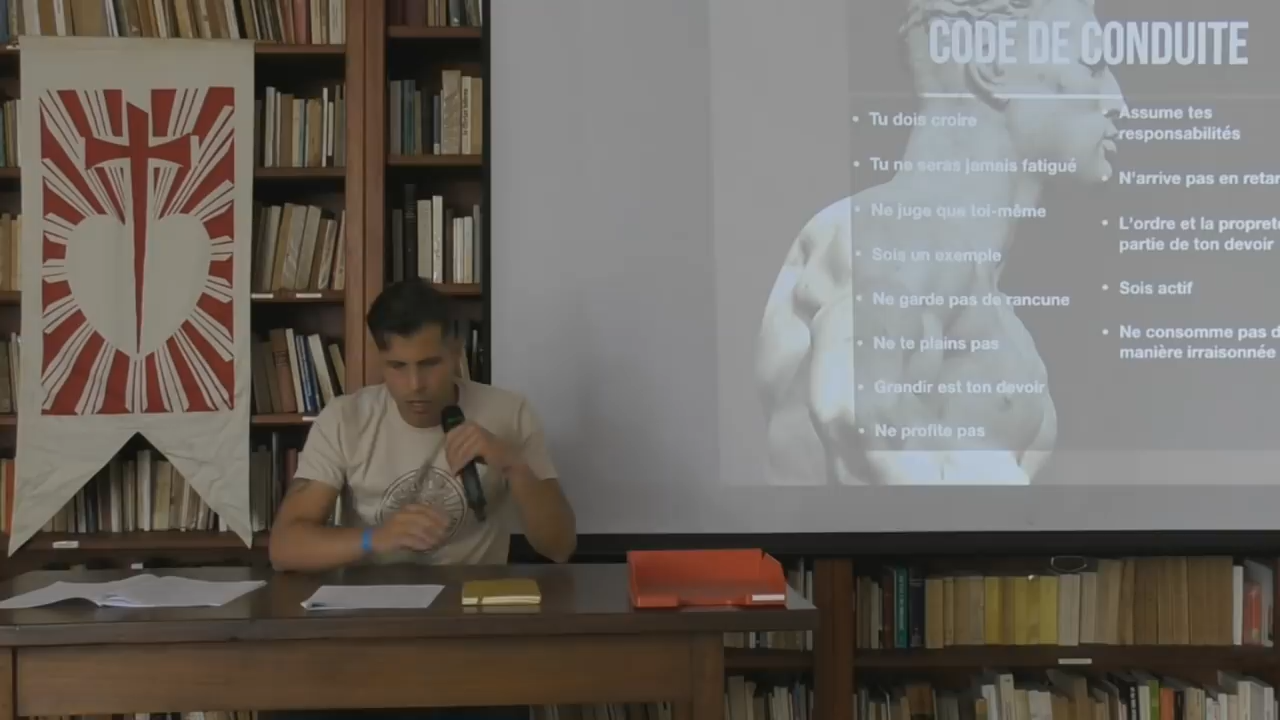 CODE DE CONDUITE
• Tu dois croire
• Tu ne seras jamais fatigué
• Ne juge que toi-même
• Sois un exemple
• Ne garde pas de rancune
• Ne te plains pas
• Grandir est ton devoir
• Ne profite pas
• Assume tes
responsabilités
• N'arrive pas en retar
• L'ordre et la propret
partie de ton devoir
• Sois actif
• Ne consomme pas d
manière irraisonnée